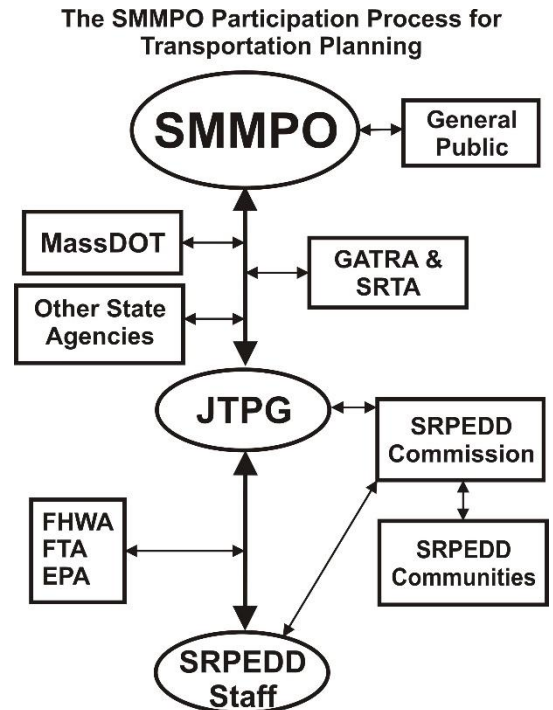 The SMMPO Participation Process for
Transportation Planning
SMMPO
General
Public
MassDOT
GATRA &
SRTA
Other State
Agencies
JTPG
SRPEDD
Commission
FHWA
FTA
EPA
SRPEDD
Communities
SRPEDD
Staff